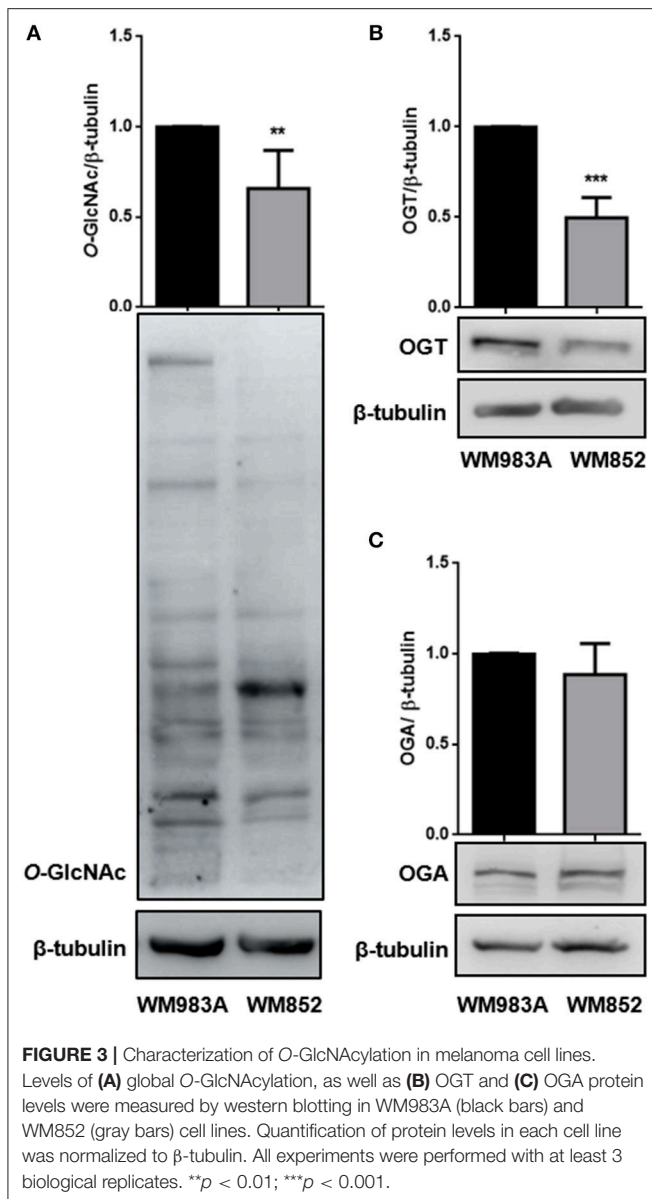 A
O-GlcNAc/β-tubulin
1.5
1.0
0.5
0.0
**
O-GlcNAc
β-tubulin
WM983A WM852
B
OGT/β-tubulin
1.5
1.0
0.5
0.0
***
OGT
β-tubulin
WM983A WM852
C
OGA/ β-tubulin
1.5
1.0
0.5
0.0
OGA
β-tubulin
WM983A WM852
FIGURE 3 | Characterization of O-GlcNAcylation in melanoma cell lines.
Levels of (A) global O-GlcNAcylation, as well as (B) OGT and (C) OGA protein
levels were measured by western blotting in WM983A (black bars) and
WM852 (gray bars) cell lines. Quantification of protein levels in each cell line
was normalized to β-tubulin. All experiments were performed with at least 3
biological replicates. **p < 0.01; ***p < 0.001.